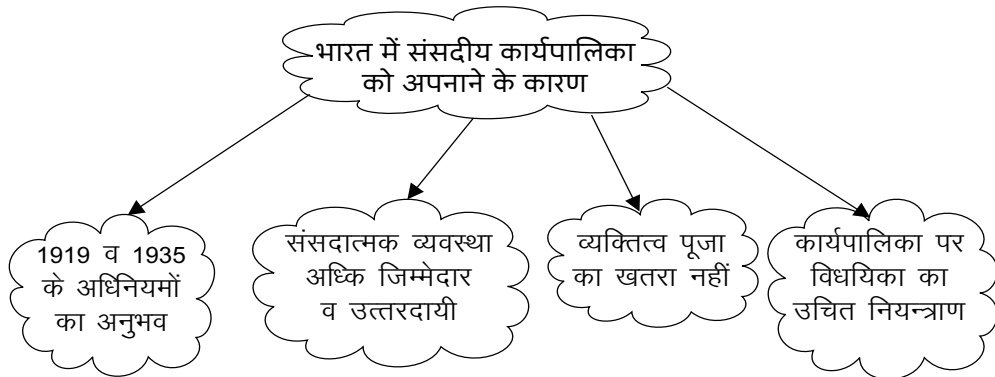 भारत में संसदीय कार्यपालिका
को अपनाने के कारण
1919 व 1935
के अधिनियमों
का अनुभव
संसदात्मक व्यवस्था
अध्कि जिम्मेदार
व उत्तरदायी
व्यक्तित्व पूजा
का खतरा नहीं
कार्यपालिका पर
विधयिका का
उचित नियन्त्राण